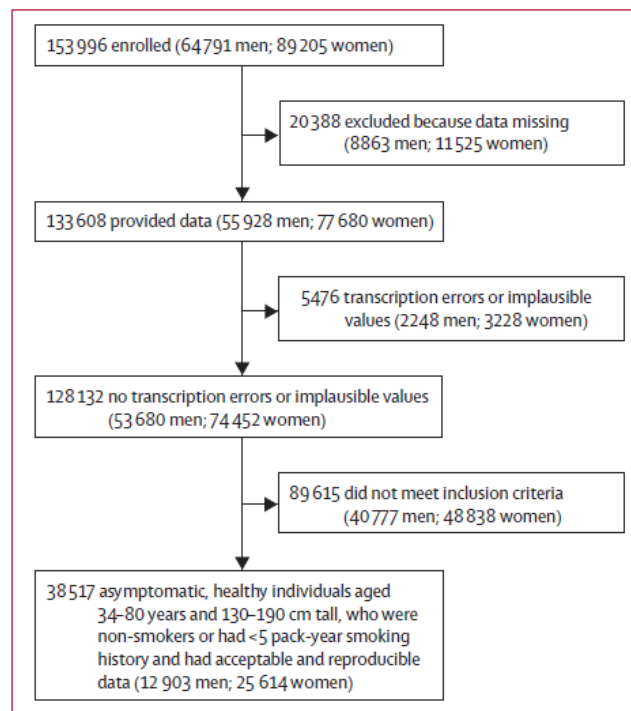 153 996 enrolled (64 791 men; 89 205 women)
20 388 excluded because data missing
(8863 men; 11 525 women)
133 608 provided data (55 928 men; 77 680 women)
5476 transcription errors or implausible
values (2248 men; 3228 women)
128 132 no transcription errors or implausible values
(53 680 men; 74 452 women)
89 615 did not meet inclusion criteria
(40 777 men; 48 838 women)
38 517 asymptomatic, healthy individuals aged
34–80 years and 130–190 cm tall, who were
non-smokers or had <5 pack-year smoking
history and had acceptable and reproducible
data (12 903 men; 25 614 women)